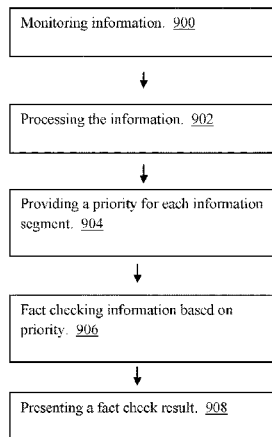 Monitoring information. 900
Processing the information. 902
Providing a priority for each information
segment. 904
Fact checking information based on
priority. 906
Presenting a fact check result. 908